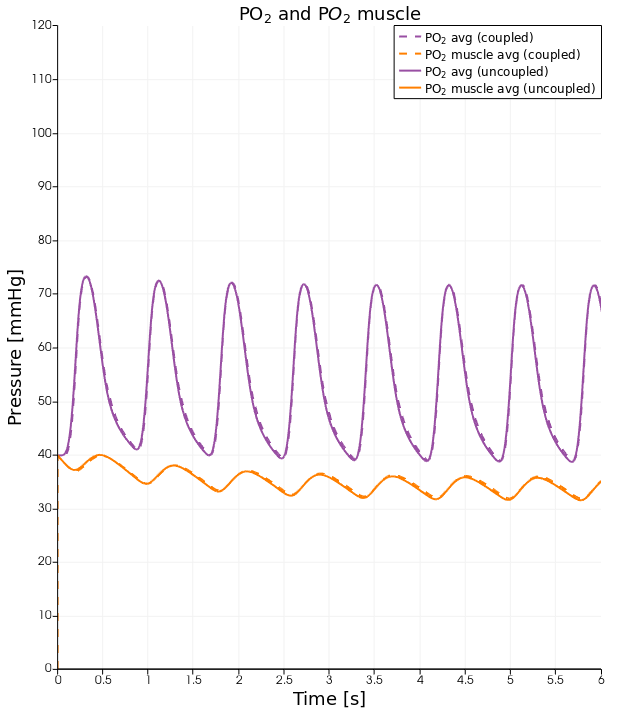 PO₂ and PO₂ muscle
PO₂ avg (coupled)
PO₂ muscle avg (coupled)
PO₂ avg (uncoupled)
PO₂ muscle avg (uncoupled)
Pressure [mmHg]
120
110
100
90
80
70
60
50
40
30
20
10
0
0 0.5 1 1.5 2 2.5 3 3.5 4 4.5 5 5.5 6
Time [s]